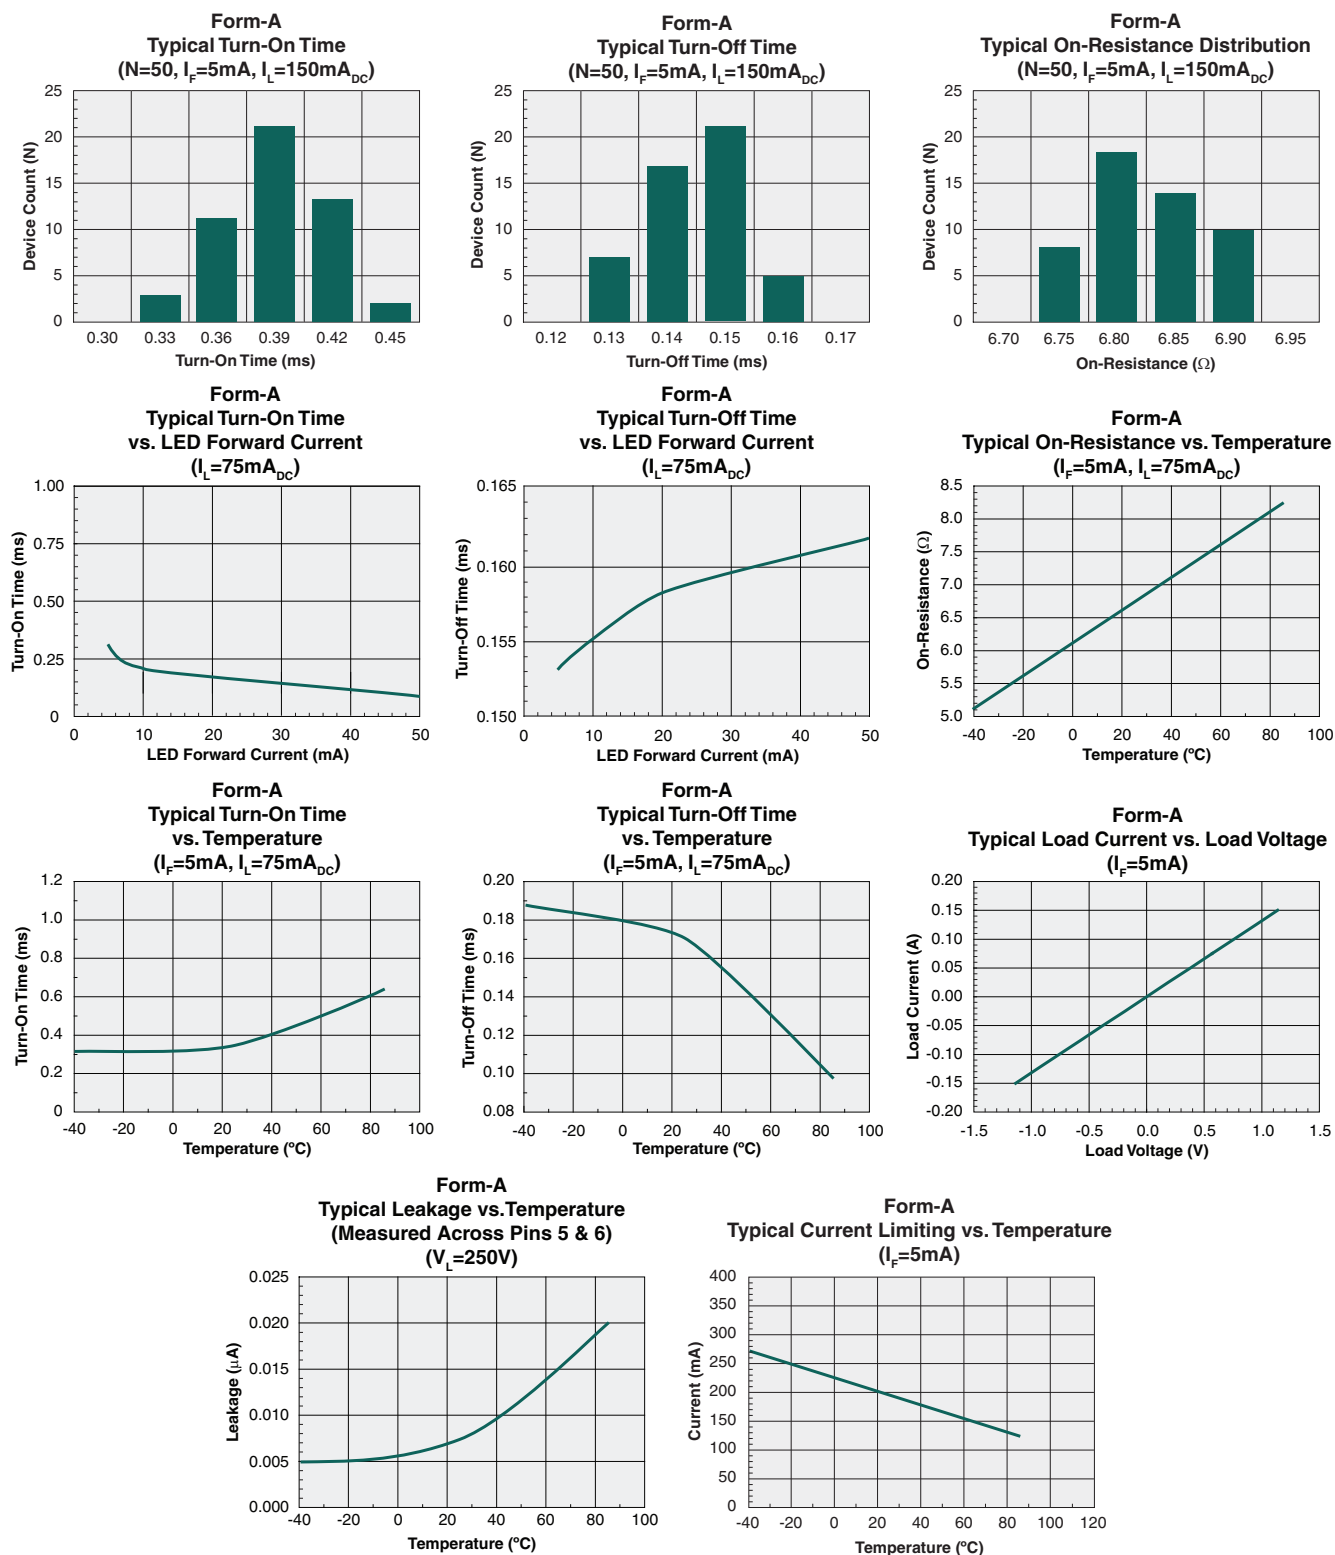 Form-A
Typical Turn-On Time
(N=50, IF=5mA, IL=150mADC)
25
20
15
10
5
0
Device Count (N)
0.30 0.33 0.36 0.39 0.42 0.45
Turn-On Time (ms)
Form-A
Typical Turn-Off Time
(N=50, IF=5mA, IL=150mADC)
25
20
15
10
5
0
Device Count (N)
0.12 0.13 0.14 0.15 0.16 0.17
Turn-Off Time (ms)
Form-A
Typical On-Resistance Distribution
(N=50, IF=5mA, IL=150mADC)
25
20
15
10
5
0
Device Count (N)
6.70 6.75 6.80 6.85 6.90 6.95
On-Resistance (Ω)
Form-A
Typical Turn-On Time
vs. LED Forward Current
(IL=75mADC)
1.00
0.75
0.50
0.25
0
Turn-On Time (ms)
0 10 20 30 40 50
LED Forward Current (mA)
Form-A
Typical Turn-Off Time
vs. LED Forward Current
(IL=75mADC)
0.165
0.160
0.155
0.150
Turn-Off Time (ms)
0 10 20 30 40 50
LED Forward Current (mA)
Form-A
Typical On-Resistance vs. Temperature
(IF=5mA, IL=75mADC)
8.5
8.0
7.5
7.0
6.5
6.0
5.5
5.0
On-Resistance (Ω)
-40 -20 0 20 40 60 80 100
Temperature (ºC)
Form-A
Typical Turn-On Time
vs. Temperature
(IF=5mA, IL=75mADC)
1.2
1.0
0.8
0.6
0.4
0.2
0
Turn-On Time (ms)
-40 -20 0 20 40 60 80 100
Temperature (ºC)
Form-A
Typical Turn-Off Time
vs. Temperature
(IF=5mA, IL=75mADC)
0.20
0.18
0.16
0.14
0.12
0.10
0.08
Turn-Off Time (ms)
-40 -20 0 20 40 60 80 100
Temperature (ºC)
Form-A
Typical Load Current vs. Load Voltage
(IF=5mA)
0.20
0.15
0.10
0.05
0.00
-0.05
-0.10
-0.15
-0.20
Load Current (A)
-1.5 -1.0 -0.5 0.0 0.5 1.0 1.5
Load Voltage (V)
Form-A
Typical Leakage vs.Temperature
(Measured Across Pins 5 & 6)
(VL=250V)
0.025
0.020
0.015
0.010
0.005
0.000
Leakage (μA)
-40 -20 0 20 40 60 80 100
Temperature (ºC)
Form-A
Typical Current Limiting vs. Temperature
(IF=5mA)
400
350
300
250
200
150
100
50
0
Current (mA)
-40 -20 0 20 40 60 80 100 120
Temperature (ºC)